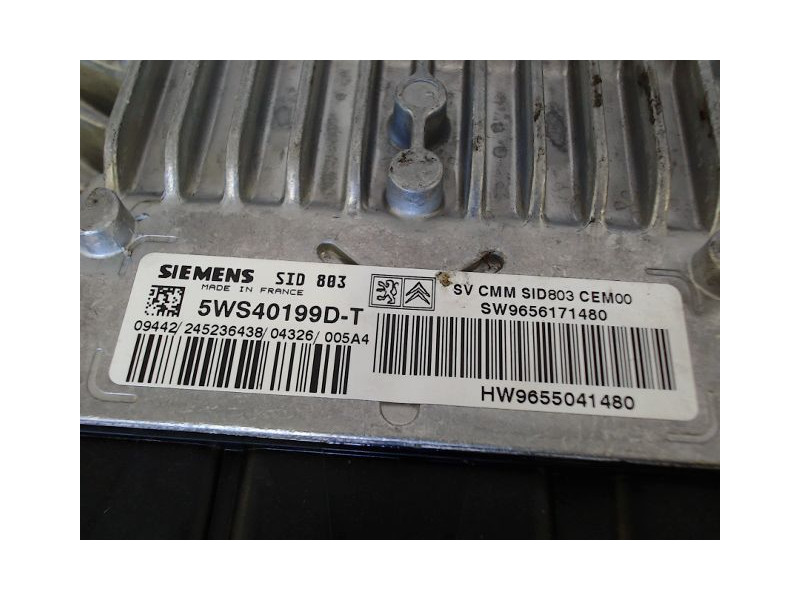 SIEMENS SID 803
MADE IN FRANCE
5WS40199D-T
09442/245236438/04326/005A4
SV CMM SID803 CEM00
SW9656171480
HW9655041480